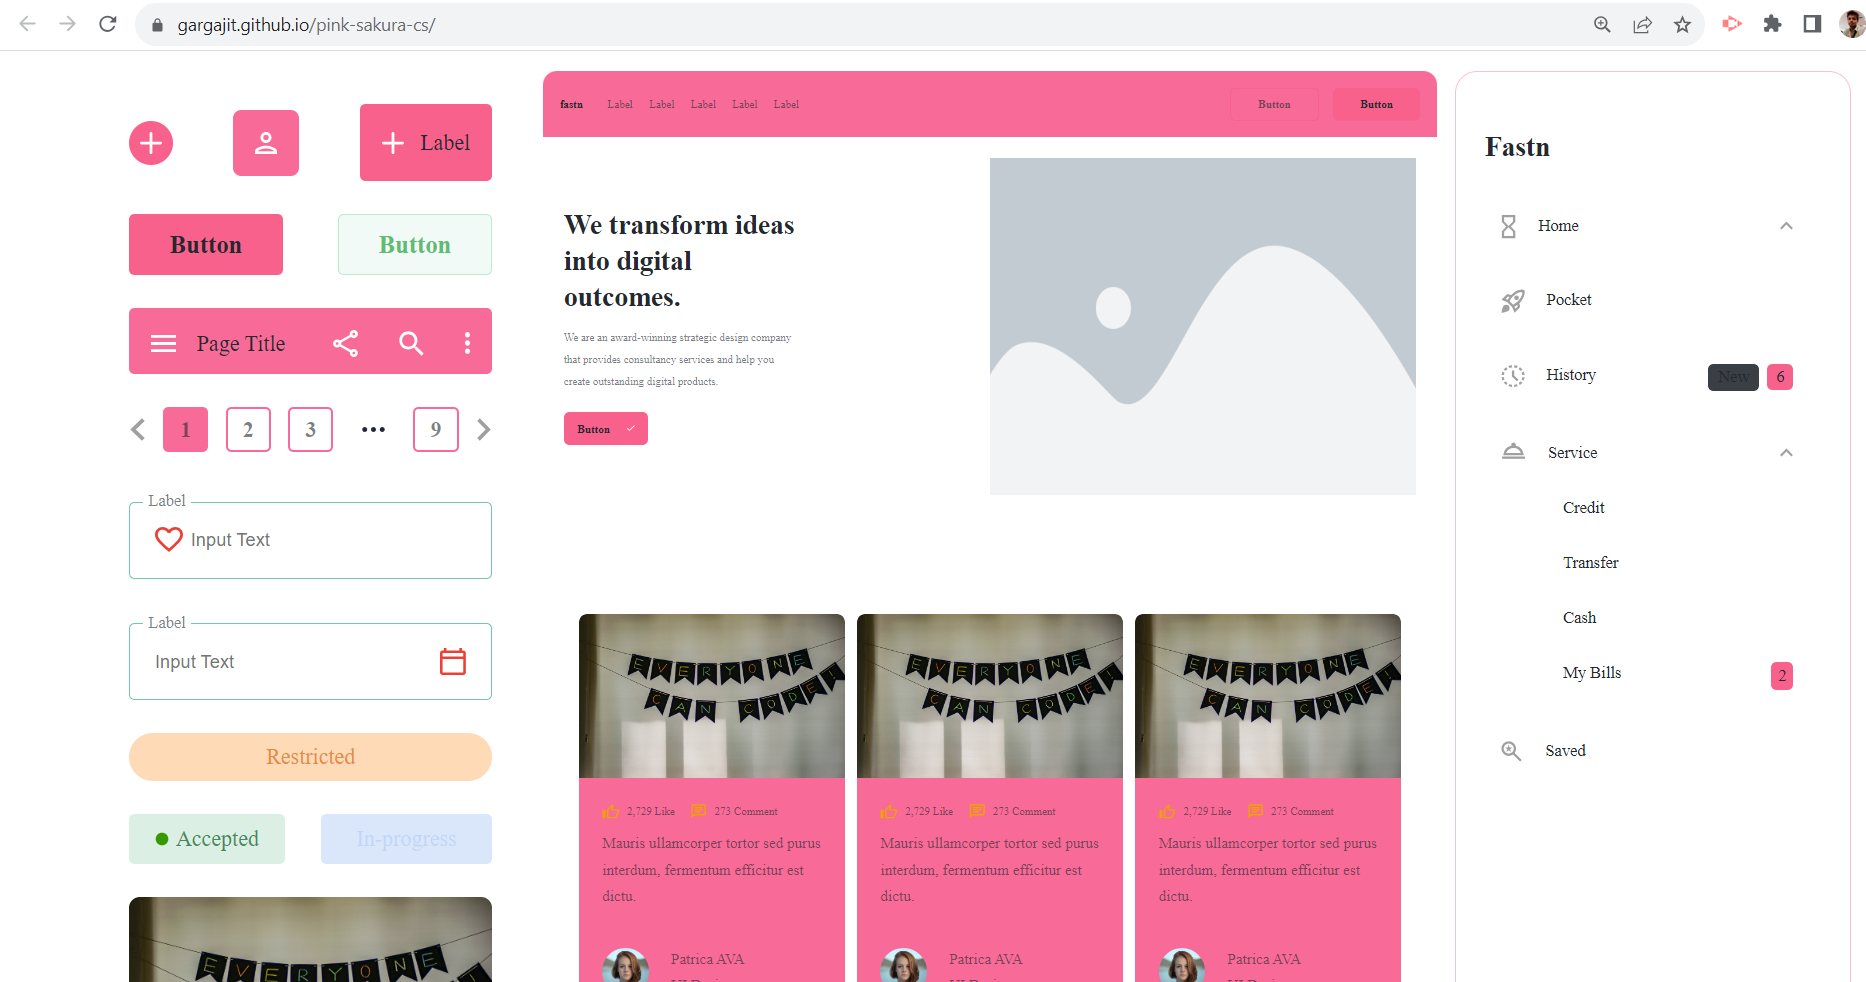 gargajit.github.io/pink-sakura-cs/
Label
Button
Button
Page Title
1 2 3 ••• 9
Label
Input Text
Label
Input Text
Restricted
Accepted
In-progress
EVERYONE
fastn Label Label Label Label Label Button Button
We transform ideas
into digital
outcomes.
We are an award-winning strategic design company
that provides consultancy services and help you
create outstanding digital products.
Button
EVERYONE
CAN CODE!
2,729 Like 273 Comment
Mauris ullamcorper tortor sed purus
interdum, fermentum efficitur est
dictu.
Patrica AVA
EVERYONE
CAN CODE!
2,729 Like 273 Comment
Mauris ullamcorper tortor sed purus
interdum, fermentum efficitur est
dictu.
Patrica AVA
EVERYONE
CAN CODE!
2,729 Like 273 Comment
Mauris ullamcorper tortor sed purus
interdum, fermentum efficitur est
dictu.
Patrica AVA
Fastn
Home
Pocket
History New 6
Service
Credit
Transfer
Cash
My Bills 2
Saved